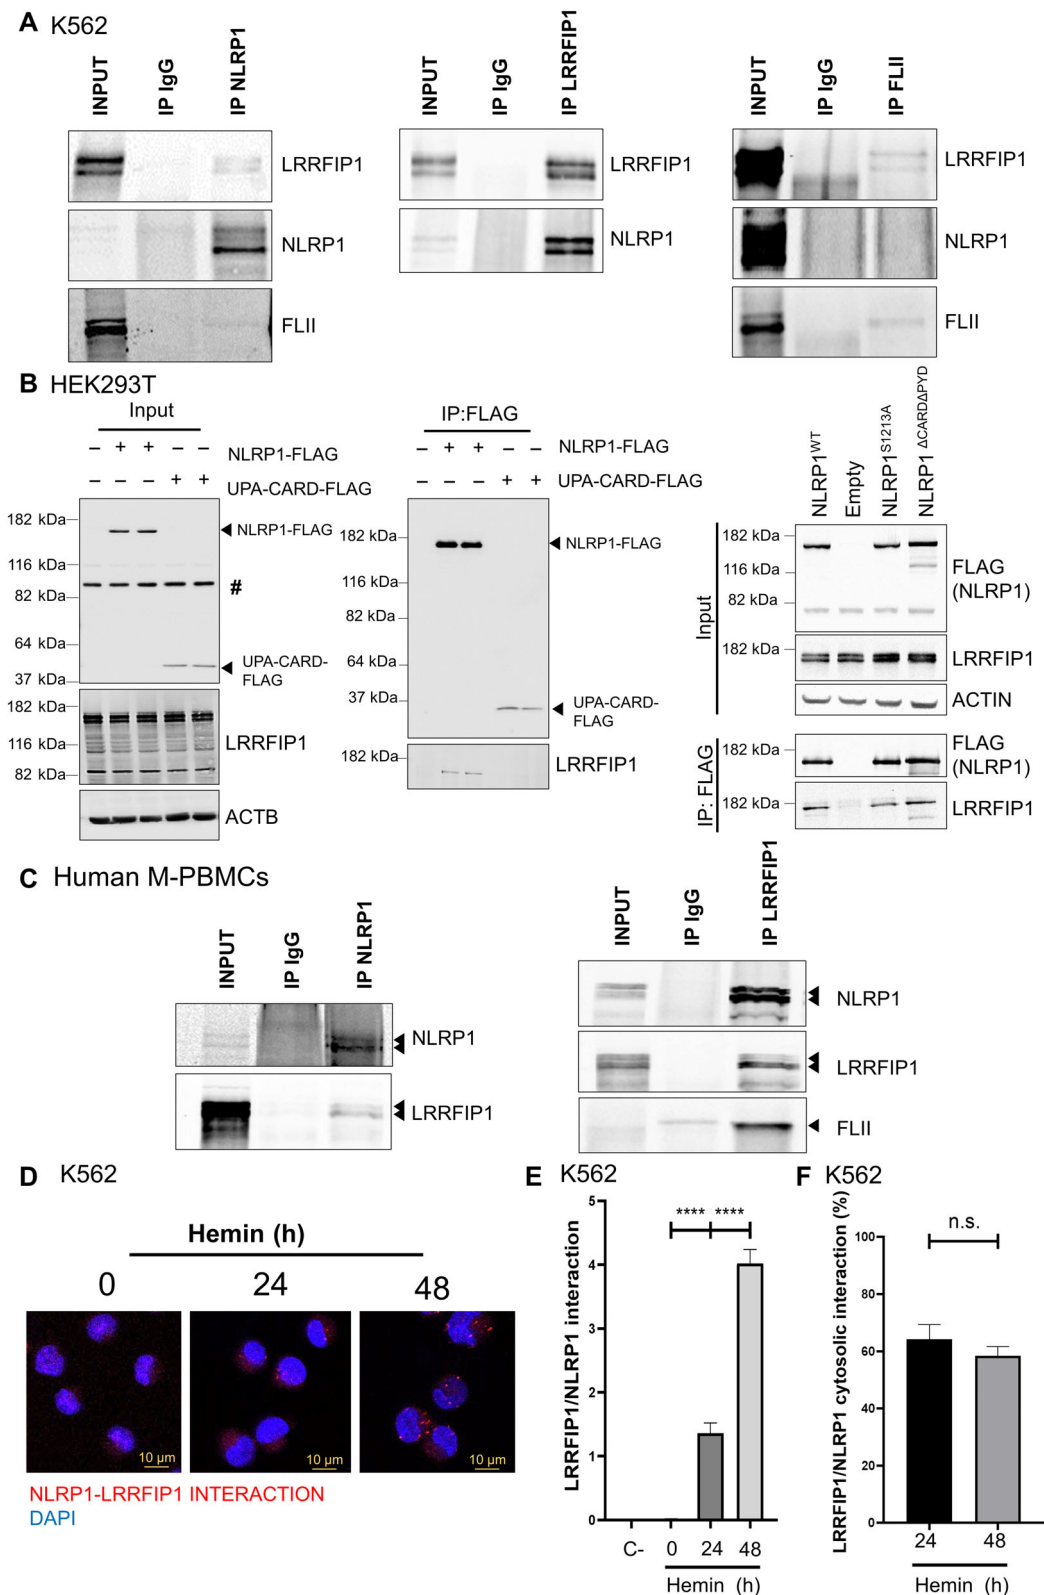 A K562
INPUT IP IgG IP NLRP1
LRRFIP1
NLRP1
FLII
INPUT IP IgG IP LRRFIP1
LRRFIP1
NLRP1
INPUT IP IgG IP FLII
LRRFIP1
NLRP1
FLII
B HEK293T
Input
– + + – – NLRP1-FLAG
– – – + + UPA-CARD-FLAG
182 kDa
NLRP1-FLAG
116 kDa
#
82 kDa
64 kDa
UPA-CARD-
FLAG
37 kDa
182 kDa
LRRFIP1
116 kDa
82 kDa
ACTB
IP:FLAG
– + + – – NLRP1-FLAG
– – – + + UPA-CARD-FLAG
182 kDa
NLRP1-FLAG
116 kDa
82 kDa
64 kDa
37 kDa
UPA-CARD-
FLAG
182 kDa
LRRFIP1
NLRP1WT Empty NLRP1S1213A NLRP1 ΔCARDΔPYD
Input
182 kDa
116 kDa
82 kDa
FLAG
(NLRP1)
182 kDa
LRRFIP1
ACTIN
IP: FLAG
182 kDa
FLAG
(NLRP1)
182 kDa
LRRFIP1
C Human M-PBMCs
INPUT IP IgG IP NLRP1
NLRP1
LRRFIP1
INPUT IP IgG IP LRRFIP1
NLRP1
LRRFIP1
FLII
D K562
Hemin (h)
0 24 48
10 µm 10 µm 10 µm
NLRP1-LRRFIP1 INTERACTION
DAPI
E K562
LRRFIP1/NLRP1 interaction
5
4
3
2
1
0
**** ****
C- 0 24 48
Hemin (h)
F K562
LRRFIP1/NLRP1 cytosolic interaction (%)
100
80
60
40
20
0
n.s.
24 48
Hemin (h)